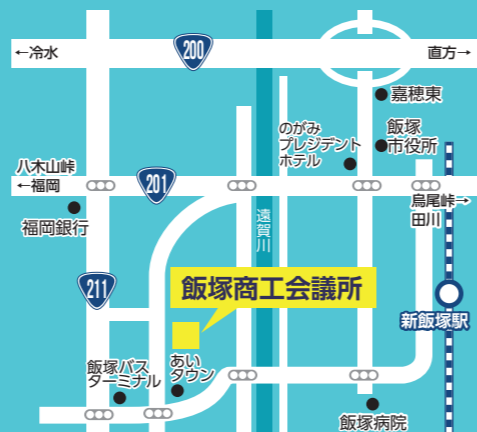 ←冷水
200
直方→
嘉穂東
のがみ
プレジデント
ホテル
飯塚
市役所
八木山峠
←福岡
201
烏尾峠→
田川
福岡銀行
遠賀川
211
飯塚商工会議所
新飯塚駅
飯塚バス
ターミナル
あい
タウン
飯塚病院